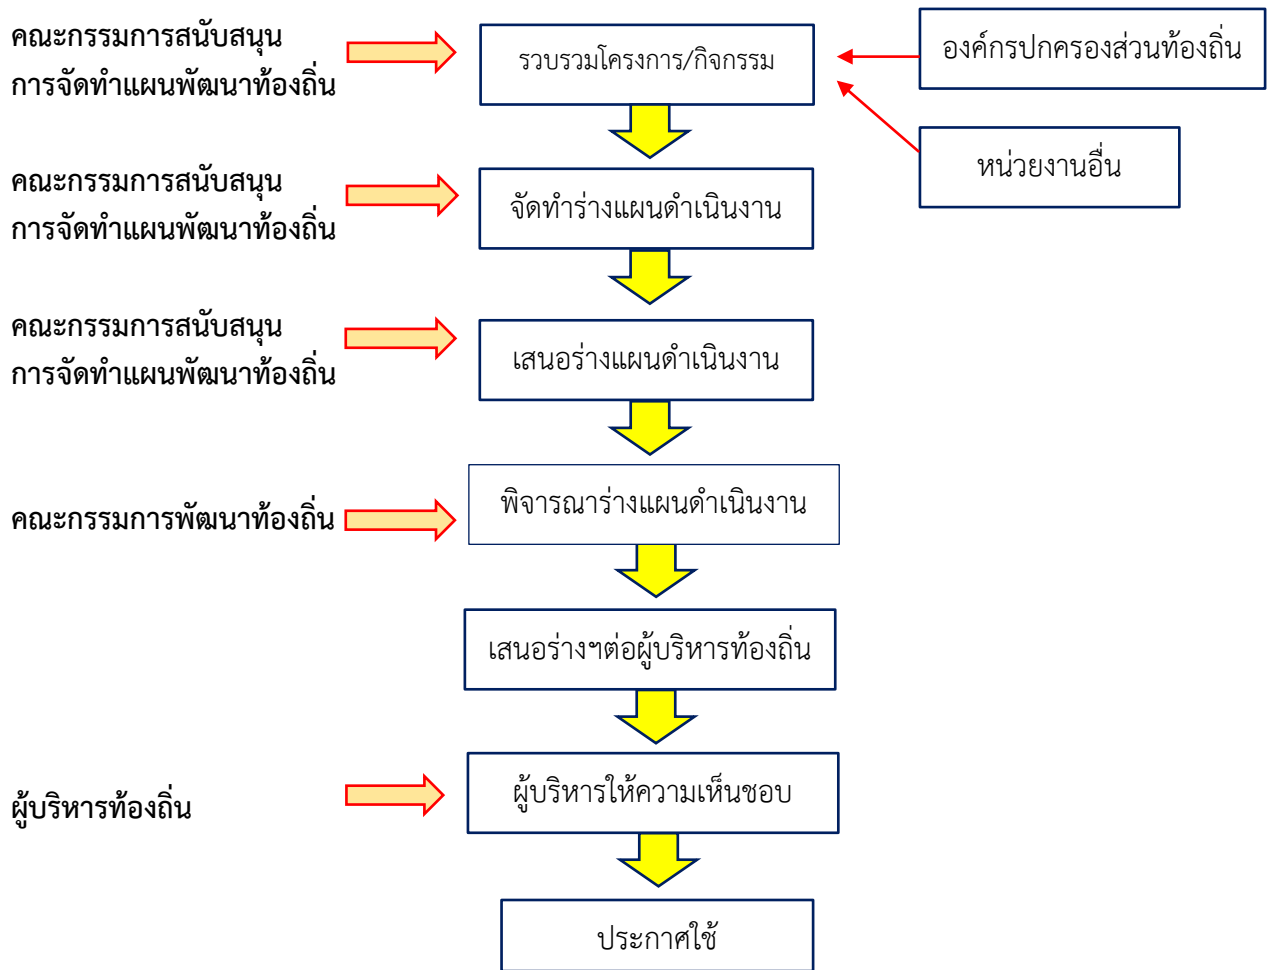 คณะกรรมการสนับสนุน
การจัดทำแผนพัฒนาท้องถิ่น
รวบรวมโครงการ/กิจกรรม
องค์กรปกครองส่วนท้องถิ่น
หน่วยงานอื่น
คณะกรรมการสนับสนุน
การจัดทำแผนพัฒนาท้องถิ่น
จัดทำร่างแผนดำเนินงาน
คณะกรรมการสนับสนุน
การจัดทำแผนพัฒนาท้องถิ่น
เสนอร่างแผนดำเนินงาน
คณะกรรมการพัฒนาท้องถิ่น
พิจารณาร่างแผนดำเนินงาน
เสนอร่างฯต่อผู้บริหารท้องถิ่น
ผู้บริหารท้องถิ่น
ผู้บริหารให้ความเห็นชอบ
ประกาศใช้